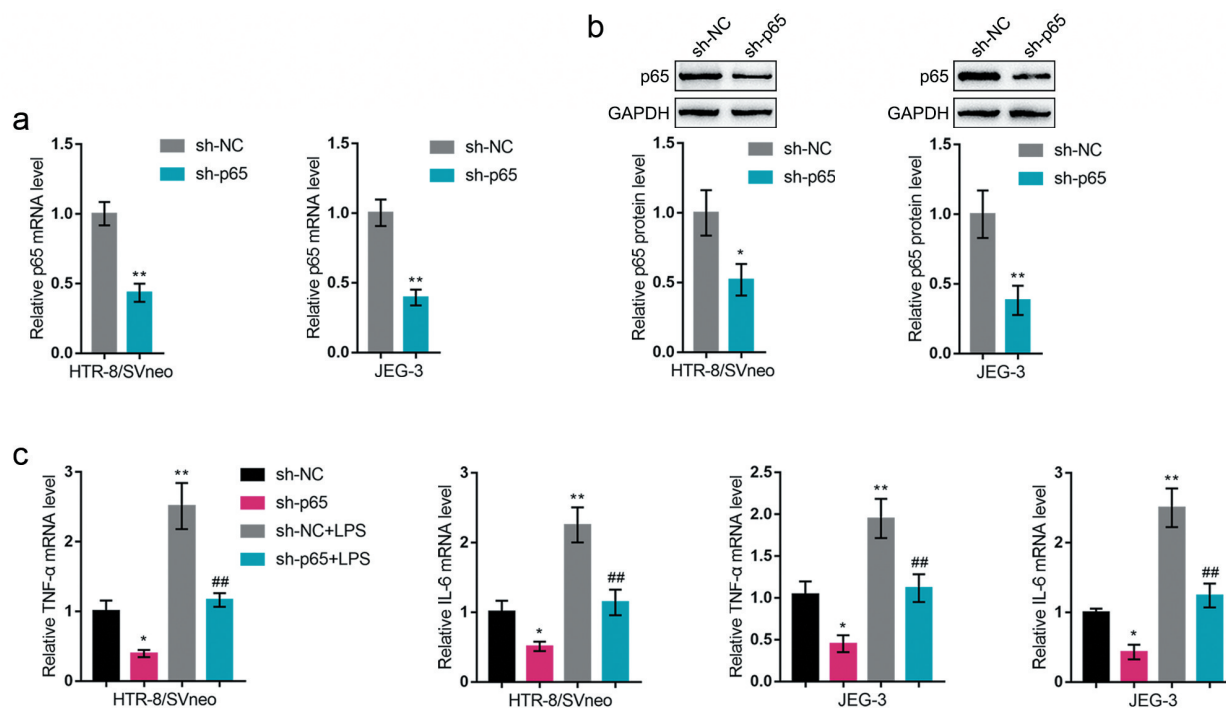 a
Relative p65 mRNA level
1.5
1.0
0.5
0.0
sh-NC
sh-p65
**
HTR-8/SVneo
Relative p65 mRNA level
1.5
1.0
0.5
0.0
sh-NC
sh-p65
**
JEG-3
b
sh-NC
sh-p65
p65
GAPDH
Relative p65 protein level
1.5
1.0
0.5
0.0
sh-NC
sh-p65
*
HTR-8/SVneo
sh-NC
sh-p65
p65
GAPDH
Relative p65 protein level
1.5
1.0
0.5
0.0
sh-NC
sh-p65
**
JEG-3
c
Relative TNF-α mRNA level
3
2
1
0
*
**
##
sh-NC
sh-p65
sh-NC+LPS
sh-p65+LPS
HTR-8/SVneo
Relative IL-6 mRNA level
3
2
1
0
*
**
##
HTR-8/SVneo
Relative TNF-α mRNA level
2.5
2.0
1.5
1.0
0.5
0.0
*
**
##
JEG-3
Relative IL-6 mRNA level
3
2
1
0
*
**
##
JEG-3